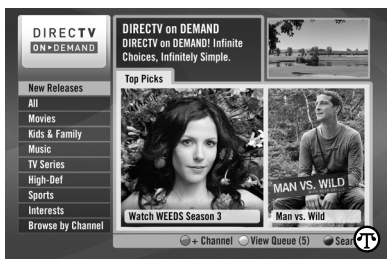 DIRECTV
ON DEMAND
DIRECTV on DEMAND
DIRECTV on DEMAND! Infinite
Choices, Infinitely Simple.
Top Picks
New Releases
All
Movies
Kids & Family
Music
TV Series
High-Def
Sports
Interests
Browse by Channel
MAN VS. WILD
Watch WEEDS Season 3
Man vs. Wild
+ Channel
View Queue (5)
Sear